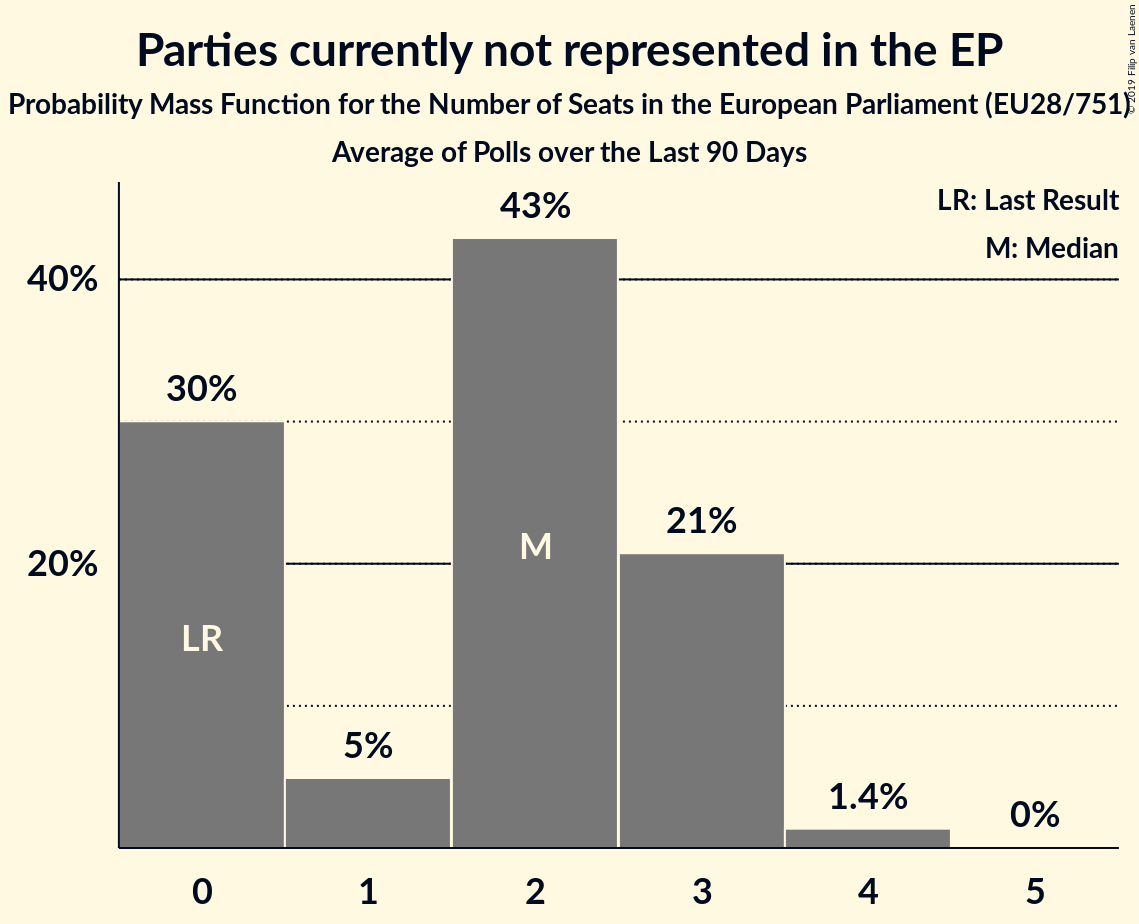 Parties currently not represented in the EP
Probability Mass Function for the Number of Seats in the European Parliament (EU28/751)
Average of Polls over the Last 90 Days
© 2019 Filip van Laenen
LR: Last Result
M: Median
43%
40%
30%
21%
M
20%
LR
5%
1.4%
0%
0 1 2 3 4 5